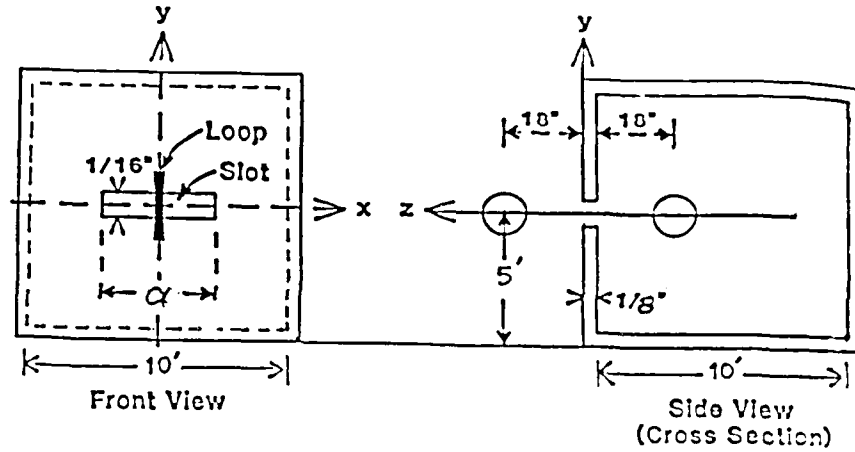 y
Loop
1/16"
Slot
x
α
10'
Front View
y
18"
18"
z
5'
1/8"
10'
Side View
(Cross Section)